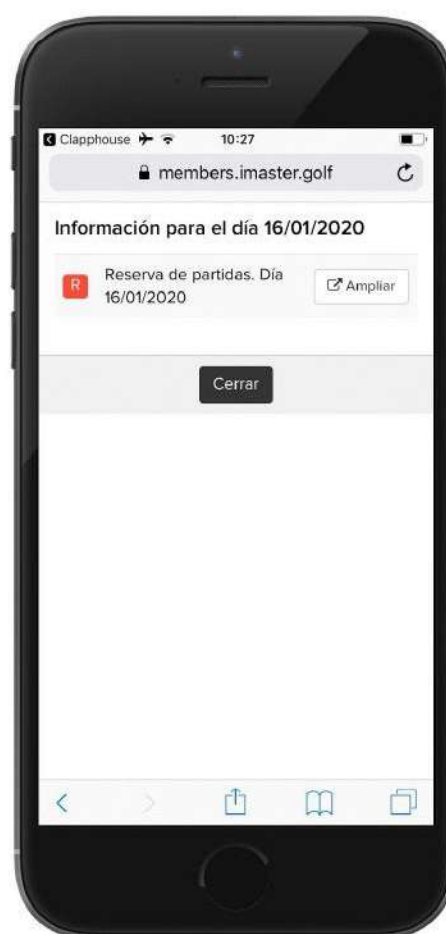 Clapphouse 10:27
members.imaster.golf
Información para el día 16/01/2020
R
Reserva de partidas. Día
16/01/2020
Ampliar
Cerrar